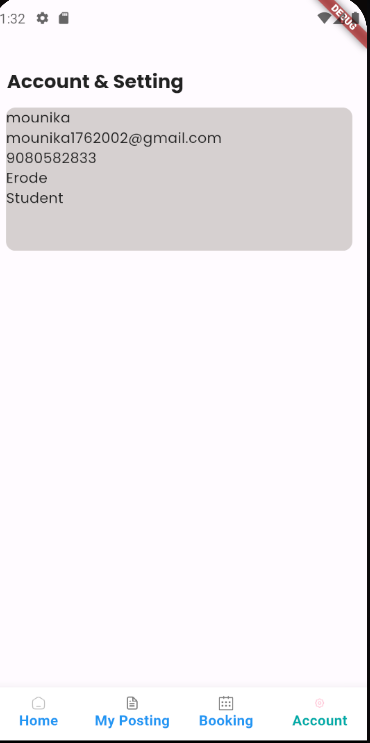 1:32
DEBUG
Account & Setting
mounika
mounika1762002@gmail.com
9080582833
Erode
Student
Home
My Posting
Booking
Account